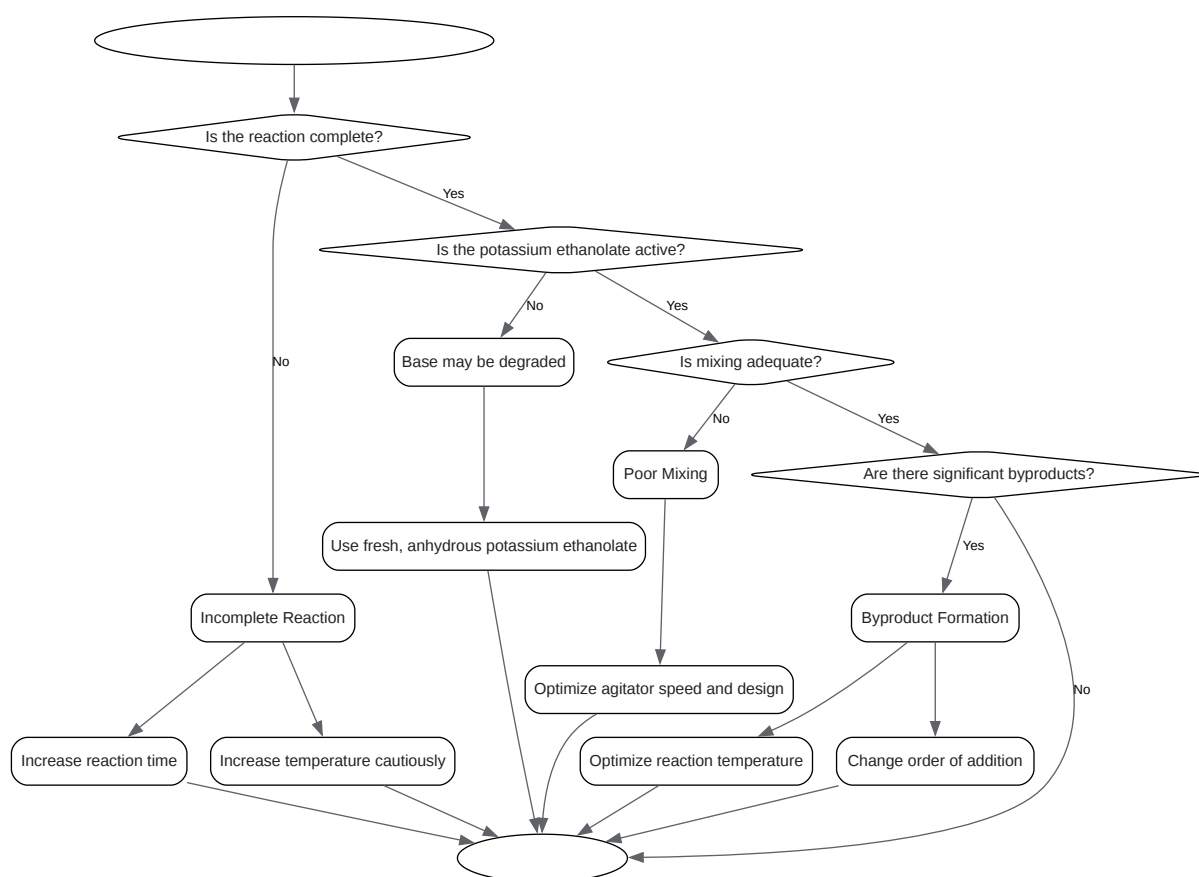 Is the reaction complete?
Yes
Is the potassium ethanolate active?
No
Yes
Base may be degraded
Is mixing adequate?
No
No
Yes
Poor Mixing
Are there significant byproducts?
Use fresh, anhydrous potassium ethanolate
Yes
Incomplete Reaction
Byproduct Formation
Optimize agitator speed and design
No
Increase reaction time
Increase temperature cautiously
Optimize reaction temperature
Change order of addition